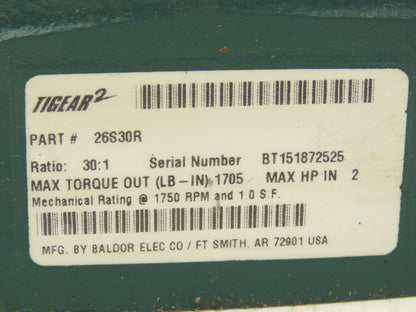 TIGEAR2
PART # 26S30R
Ratio: 30:1 Serial Number BT151872525
MAX TORQUE OUT (LB-IN) 1705 MAX HP IN 2
Mechanical Rating @ 1750 RPM and 1 0 S.F.
MFG. BY BALDOR ELEC CO / FT SMITH, AR 72901 USA